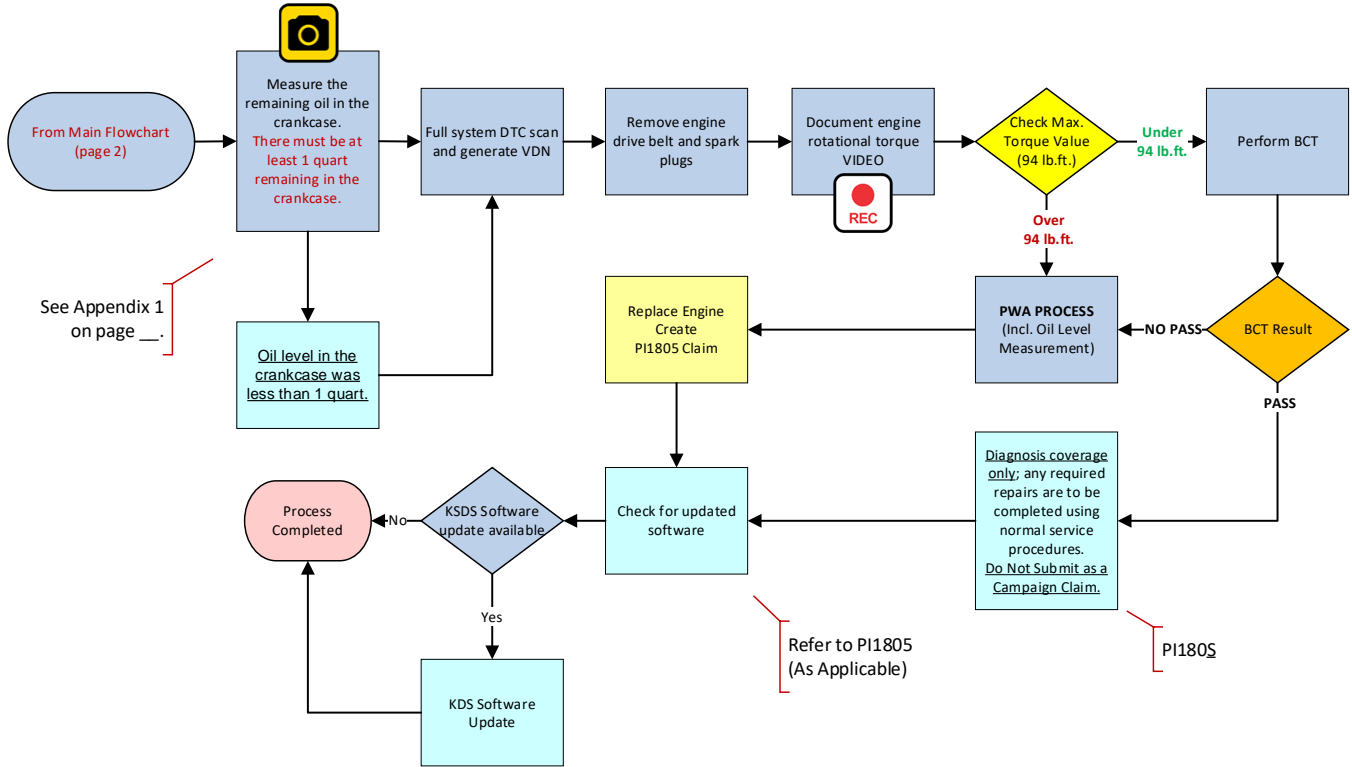 From Main Flowchart
(page 2)
Measure the
remaining oil in the
crankcase.
There must be at
least 1 quart
remaining in the
crankcase.
Full system DTC scan
and generate VDN
Remove engine
drive belt and spark
plugs
Document engine
rotational torque
VIDEO
REC
Check Max.
Torque Value
(94 lb.ft.)
Under
94 lb.ft.
Perform BCT
Over
94 lb.ft.
See Appendix 1
on page __.
Oil level in the
crankcase was
less than 1 quart.
Replace Engine
Create
PI1805 Claim
PWA PROCESS
(Incl. Oil Level
Measurement)
NO PASS
BCT Result
PASS
Diagnosis coverage
only; any required
repairs are to be
completed using
normal service
procedures.
Do Not Submit as a
Campaign Claim.
Check for updated
software
KSDS Software
update available
No
Process
Completed
Yes
KDS Software
Update
Refer to PI1805
(As Applicable)
PI180S